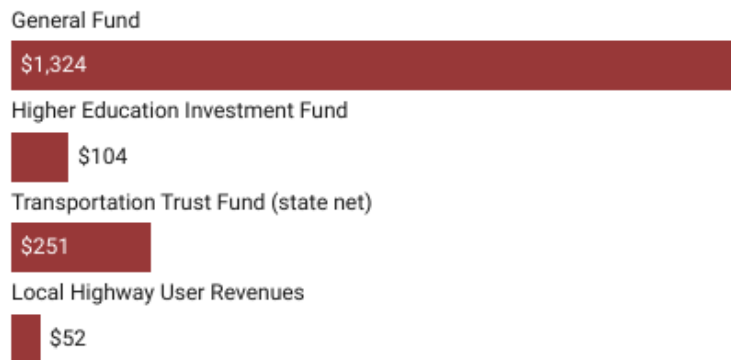 General Fund
$1,324
Higher Education Investment Fund
$104
Transportation Trust Fund (state net)
$251
Local Highway User Revenues
$52